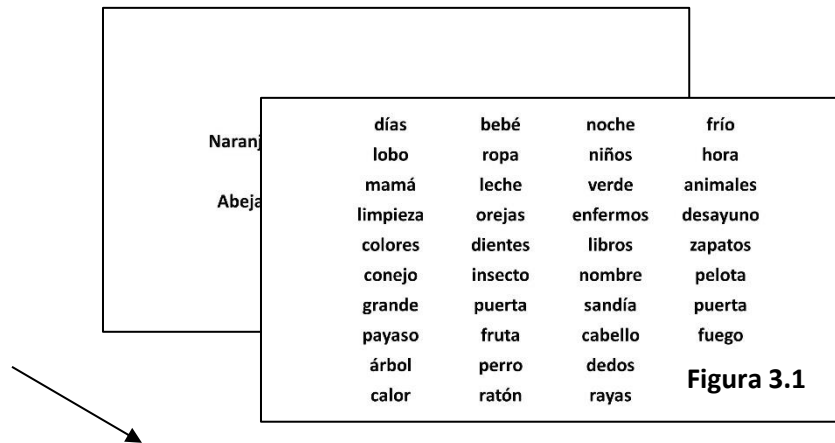 Naranj
Abeja
días bebé noche frío
lobo ropa niños hora
mamá leche verde animales
limpieza orejas enfermos desayuno
colores dientes libros zapatos
conejo insecto nombre pelota
grande puerta sandía puerta
payaso fruta cabello fuego
árbol perro dedos
calor ratón rayas
Figura 3.1